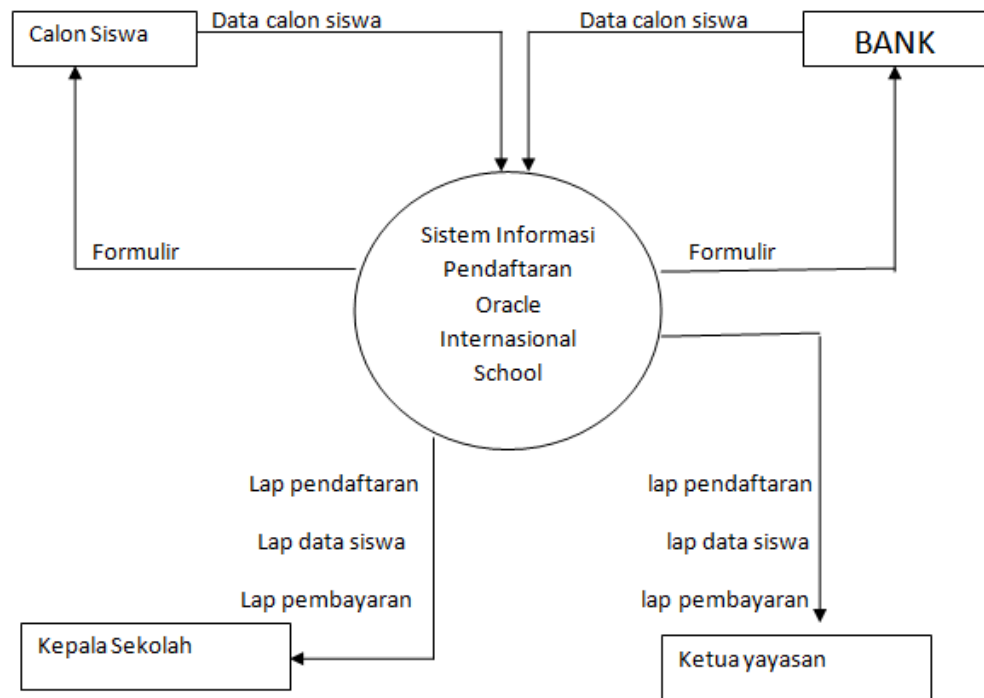 Calon Siswa
Data calon siswa
Data calon siswa
BANK
Formulir
Sistem Informasi
Pendaftaran
Oracle
Internasional
School
Formulir
Lap pendaftaran
Lap data siswa
Lap pembayaran
lap pendaftaran
lap data siswa
lap pembayaran
Kepala Sekolah
Ketua yayasan